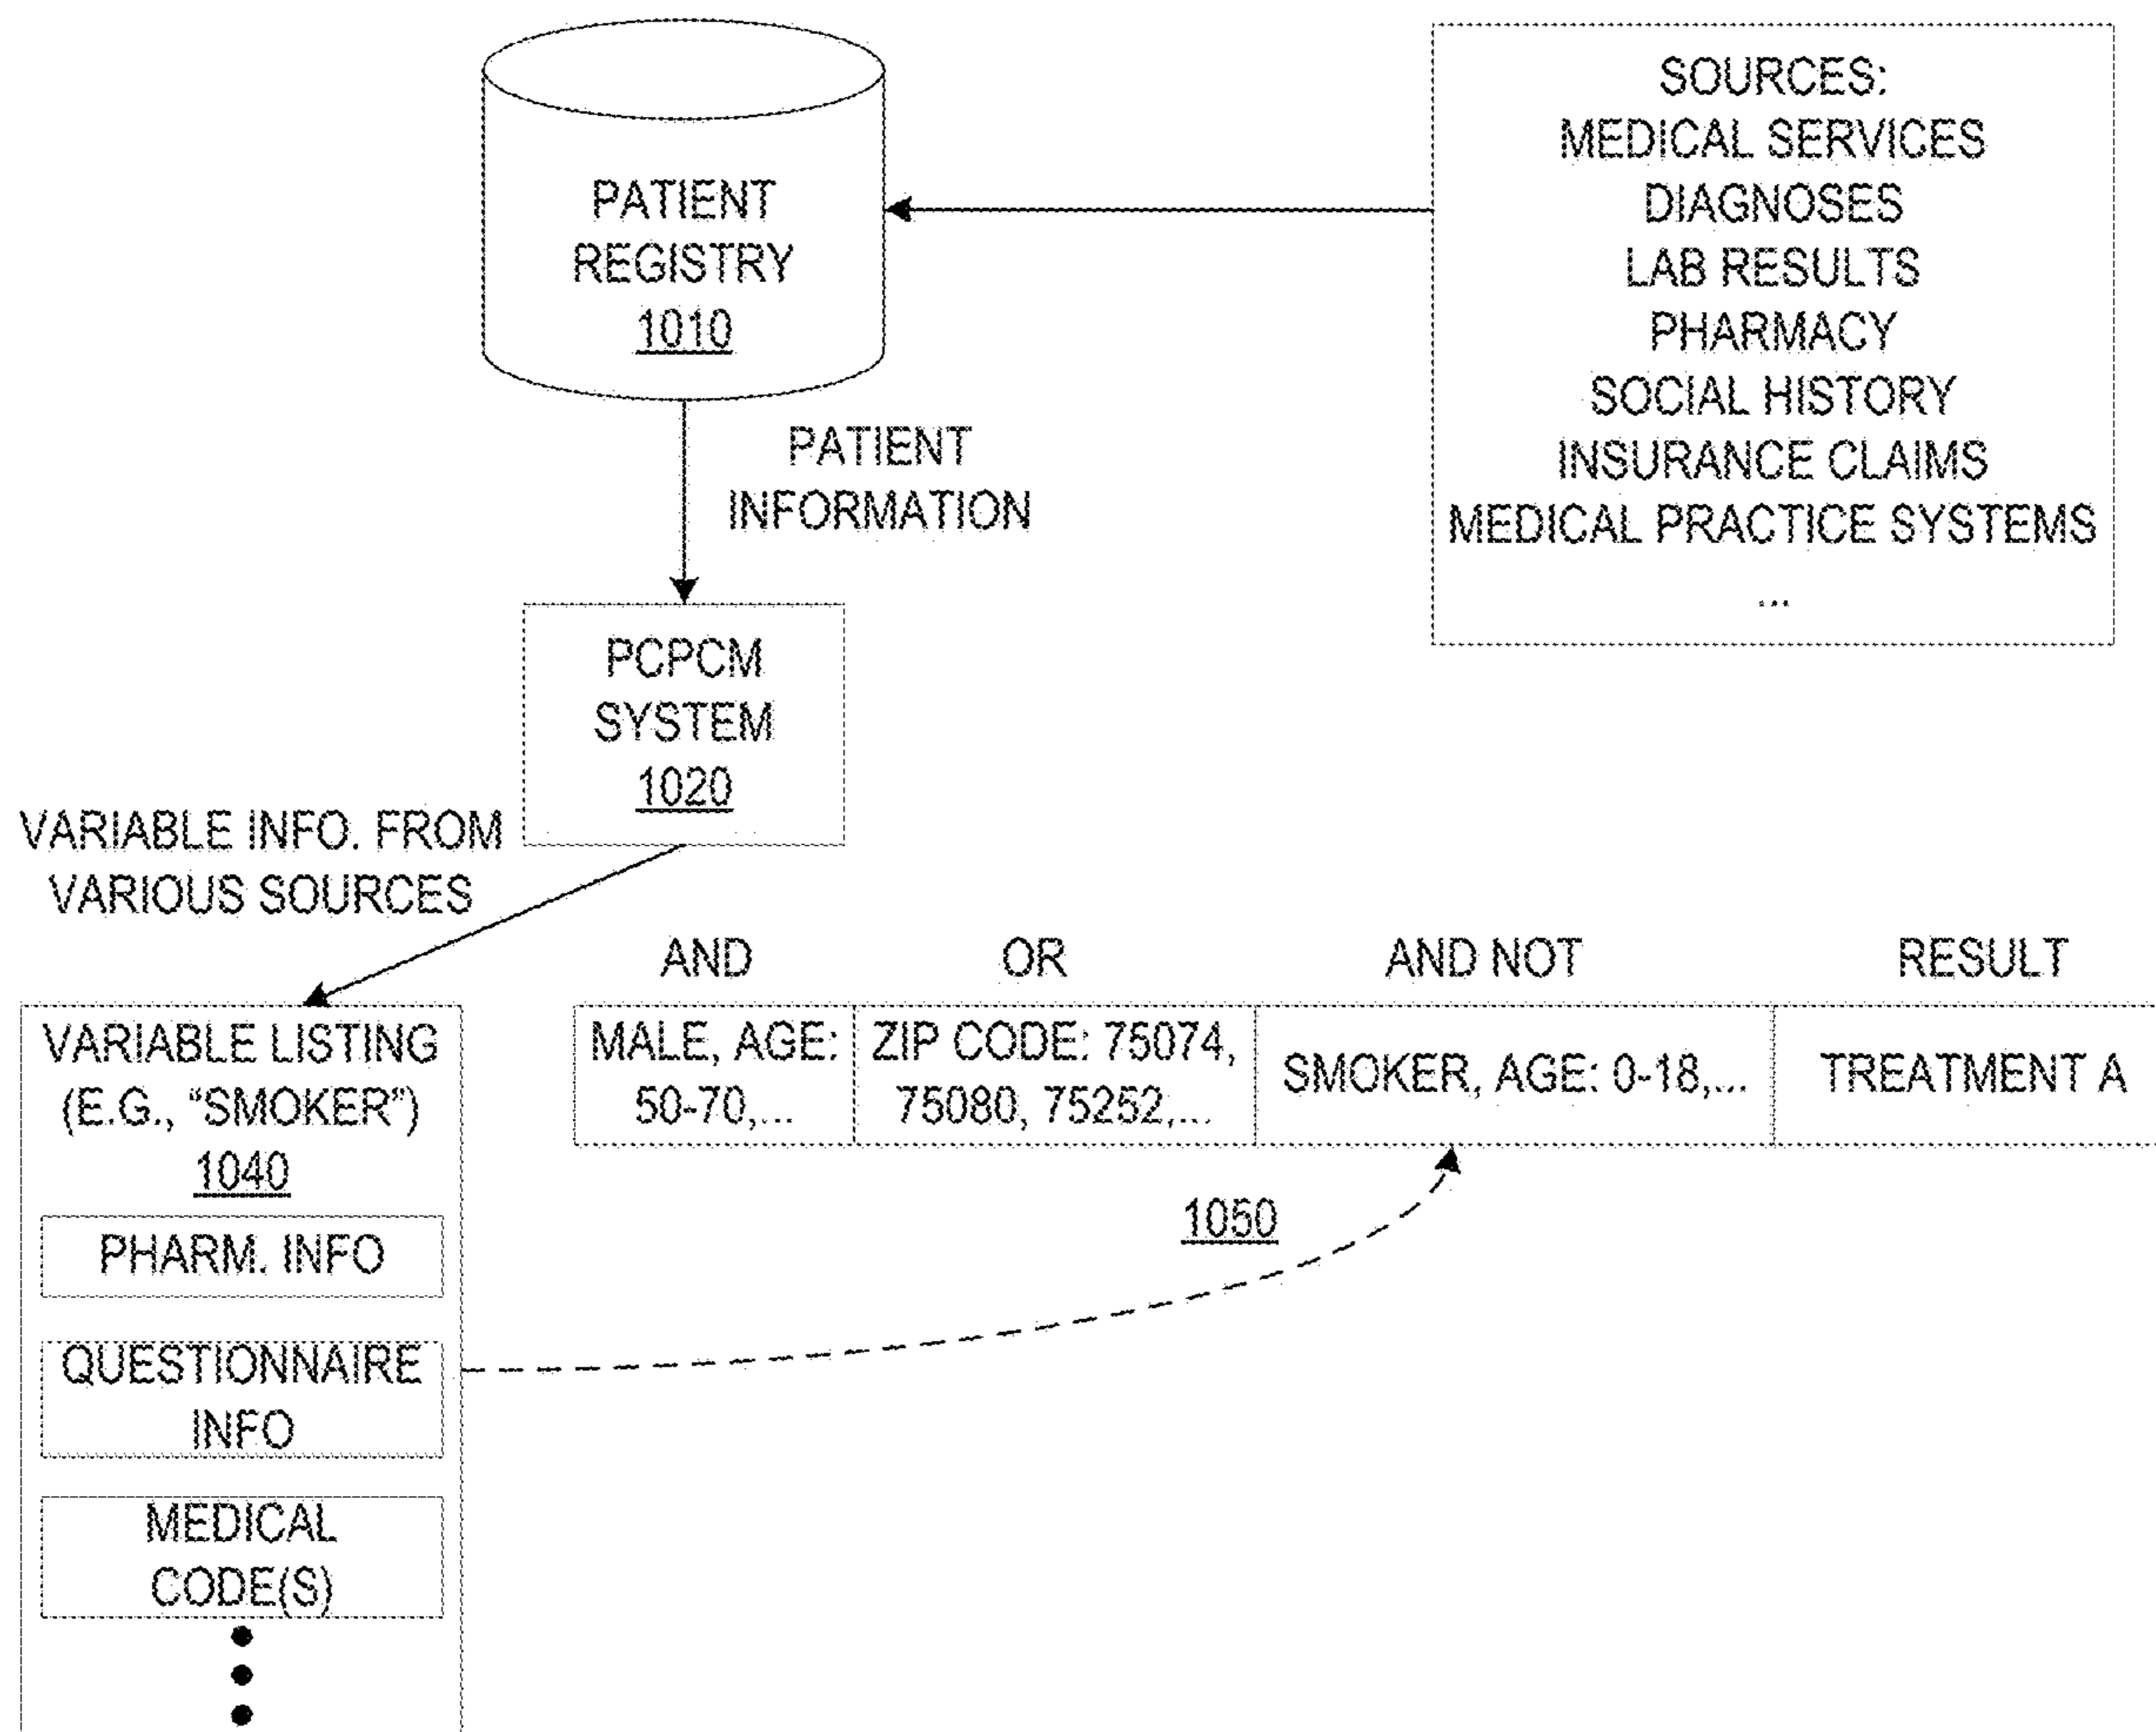 PATIENT
REGISTRY
1010
SOURCES:
MEDICAL SERVICES
DIAGNOSES
LAB RESULTS
PHARMACY
SOCIAL HISTORY
INSURANCE CLAIMS
MEDICAL PRACTICE SYSTEMS
...
PATIENT
INFORMATION
PCPCM
SYSTEM
1020
VARIABLE INFO. FROM
VARIOUS SOURCES
AND
OR
AND NOT
RESULT
MALE, AGE:
50-70,...
ZIP CODE: 75074,
75080, 75252,...
SMOKER, AGE: 0-18,...
TREATMENT A
1050
VARIABLE LISTING
(E.G., “SMOKER”)
1040
PHARM. INFO
QUESTIONNAIRE
INFO
MEDICAL
CODE(S)